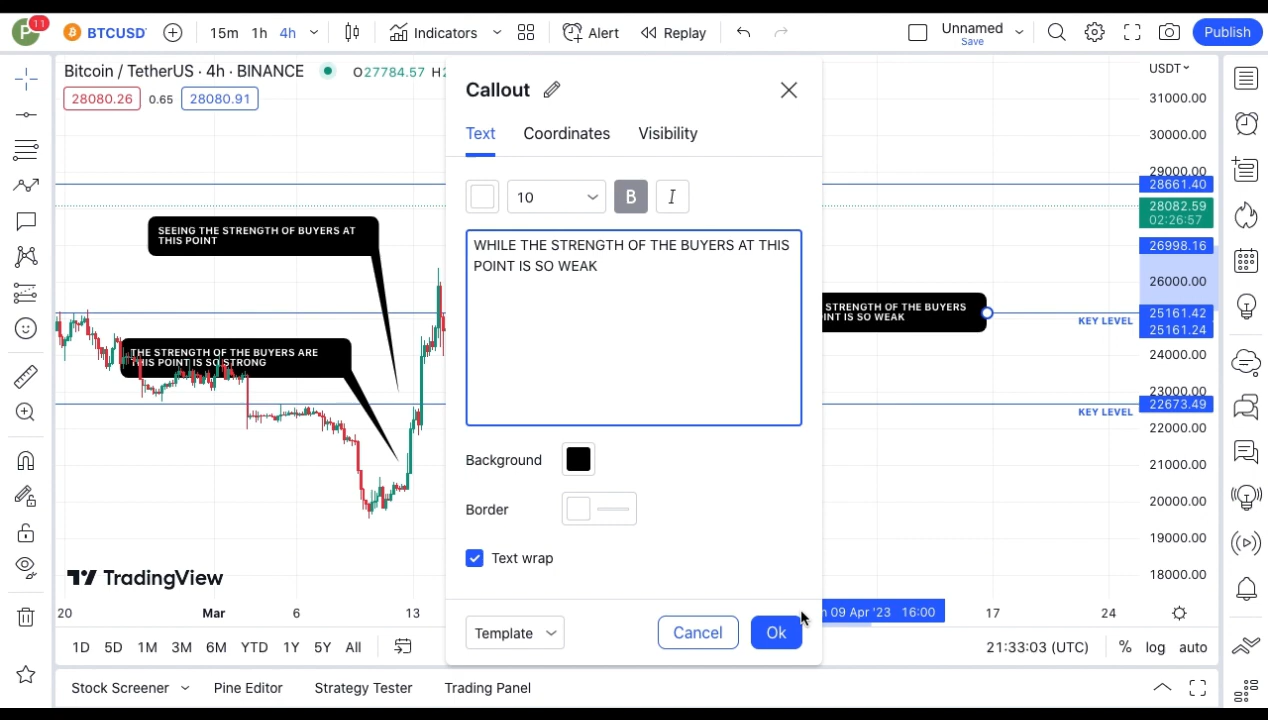 P 11 BTCUSDT 15m 1h 4h Indicators Alert Replay Unnamed Save Publish
Bitcoin / TetherUS · 4h · BINANCE O27784.57
28080.26 0.65 28080.91
USDT
31000.00
30000.00
29000.00
28661.40
28082.59
02:26:57
26998.16
26000.00
25161.42
25161.24
24000.00
23000.00
22673.49
22000.00
21000.00
20000.00
19000.00
18000.00
SEEING THE STRENGTH OF BUYERS AT
THIS POINT
THE STRENGTH OF THE BUYERS ARE
THIS POINT IS SO STRONG
Callout
Text Coordinates Visibility
10 B I
WHILE THE STRENGTH OF THE BUYERS AT THIS
POINT IS SO WEAK
Background
Border
Text wrap
Template Cancel Ok
STRENGTH OF THE BUYERS
INT IS SO WEAK
KEY LEVEL
KEY LEVEL
TradingView
20 Mar 6 13 09 Apr '23 16:00 17 24
1D 5D 1M 3M 6M YTD 1Y 5Y All 21:33:03 (UTC) % log auto
Stock Screener Pine Editor Strategy Tester Trading Panel